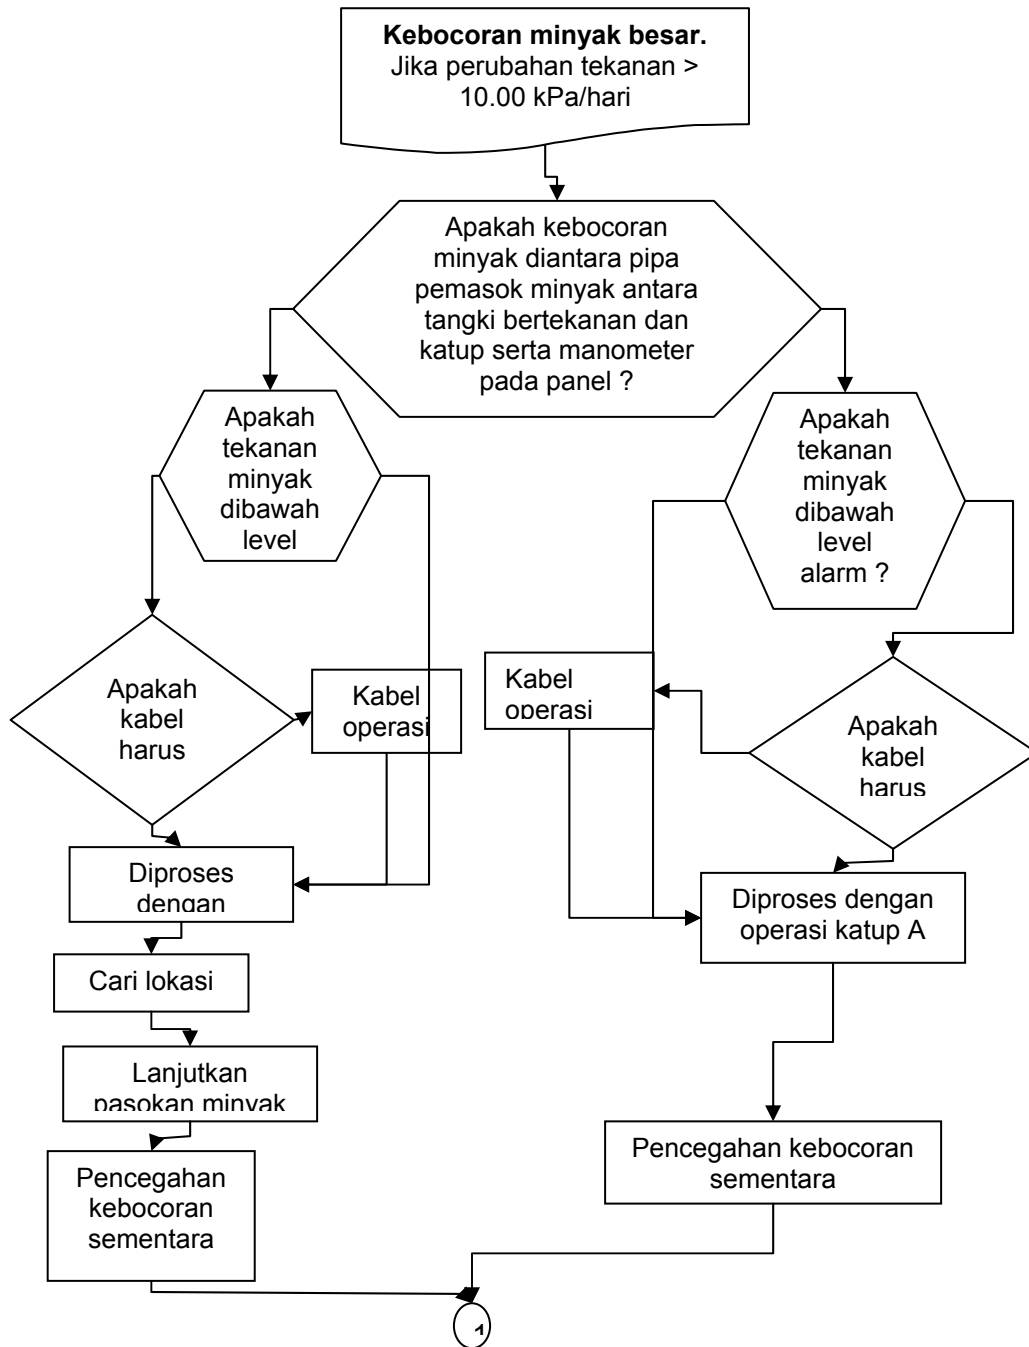 Kebocoran minyak besar.
Jika perubahan tekanan >
10.00 kPa/hari
Apakah kebocoran
minyak diantara pipa
pemasok minyak antara
tangki bertekanan dan
katup serta manometer
pada panel ?
Apakah
tekanan
minyak
dibawah
level
Apakah
tekanan
minyak
dibawah
level
alarm ?
Apakah
kabel
harus
Kabel
operasi
Kabel
operasi
Apakah
kabel
harus
Diproses
dengan
Diproses dengan
operasi katup A
Cari lokasi
Lanjutkan
pasokan minyak
Pencegahan
kebocoran
sementara
Pencegahan kebocoran
sementara
1